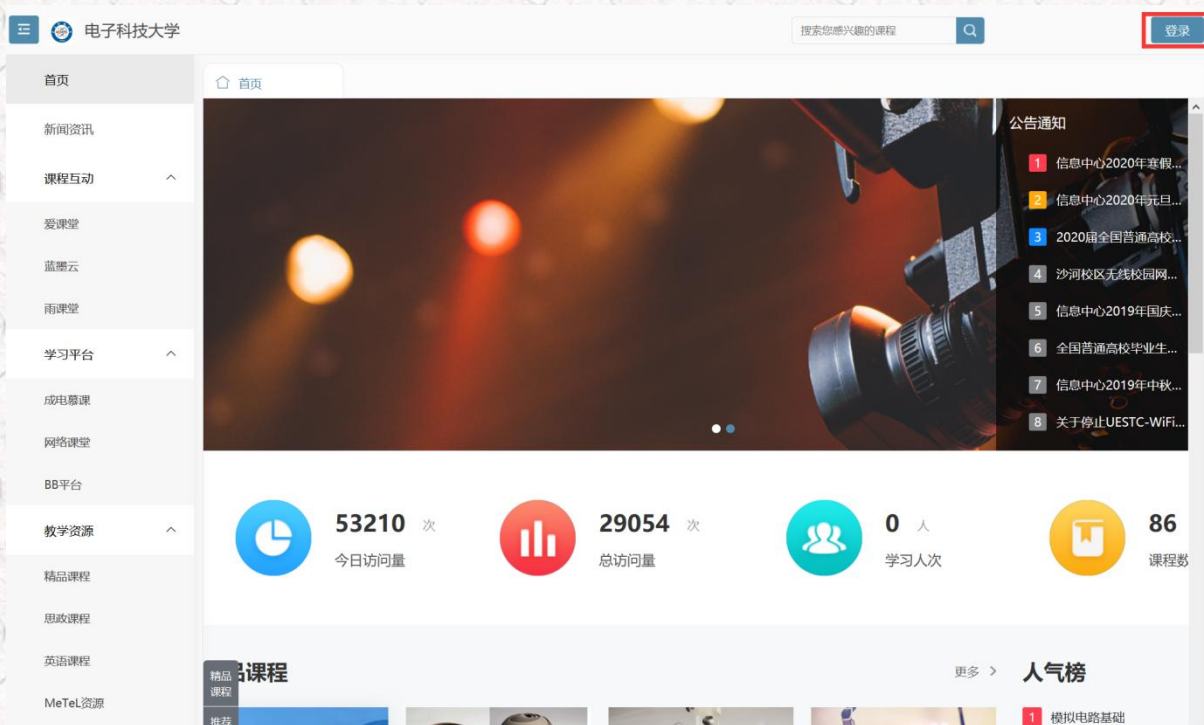 电子科技大学
搜索您感兴趣的课程
登录
首页
新闻资讯
课程互动
爱课堂
蓝墨云
雨课堂
学习平台
成电慕课
网络课堂
BB平台
教学资源
精品课程
思政课程
英语课程
MeTeL资源
首页
公告通知
1 信息中心2020年寒假...
2 信息中心2020年元旦...
3 2020届全国普通高校...
4 沙河校区无线校园网...
5 信息中心2019年国庆...
6 全国普通高校毕业生...
7 信息中心2019年中秋...
8 关于停止UESTC-WiFi...
53210 次
今日访问量
29054 次
总访问量
0 人
学习人次
86
课程数
精品
课程
推荐
品课程
更多
人气榜
1 模拟电路基础